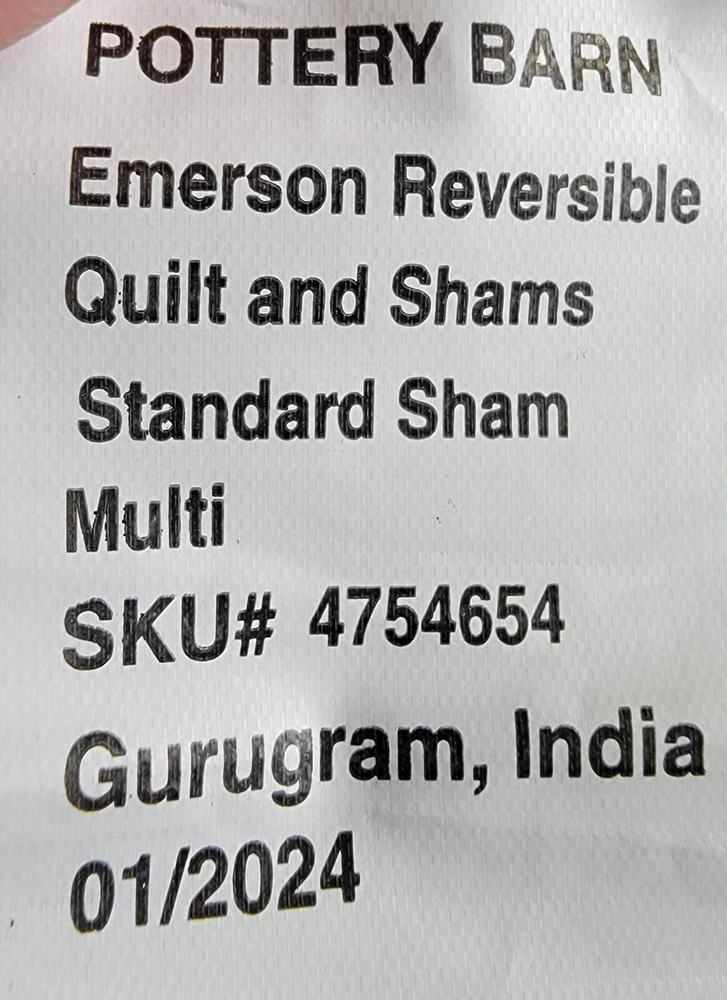 POTTERY BARN
Emerson Reversible
Quilt and Shams
Standard Sham
Multi
SKU# 4754654
Gurugram, India
01/2024